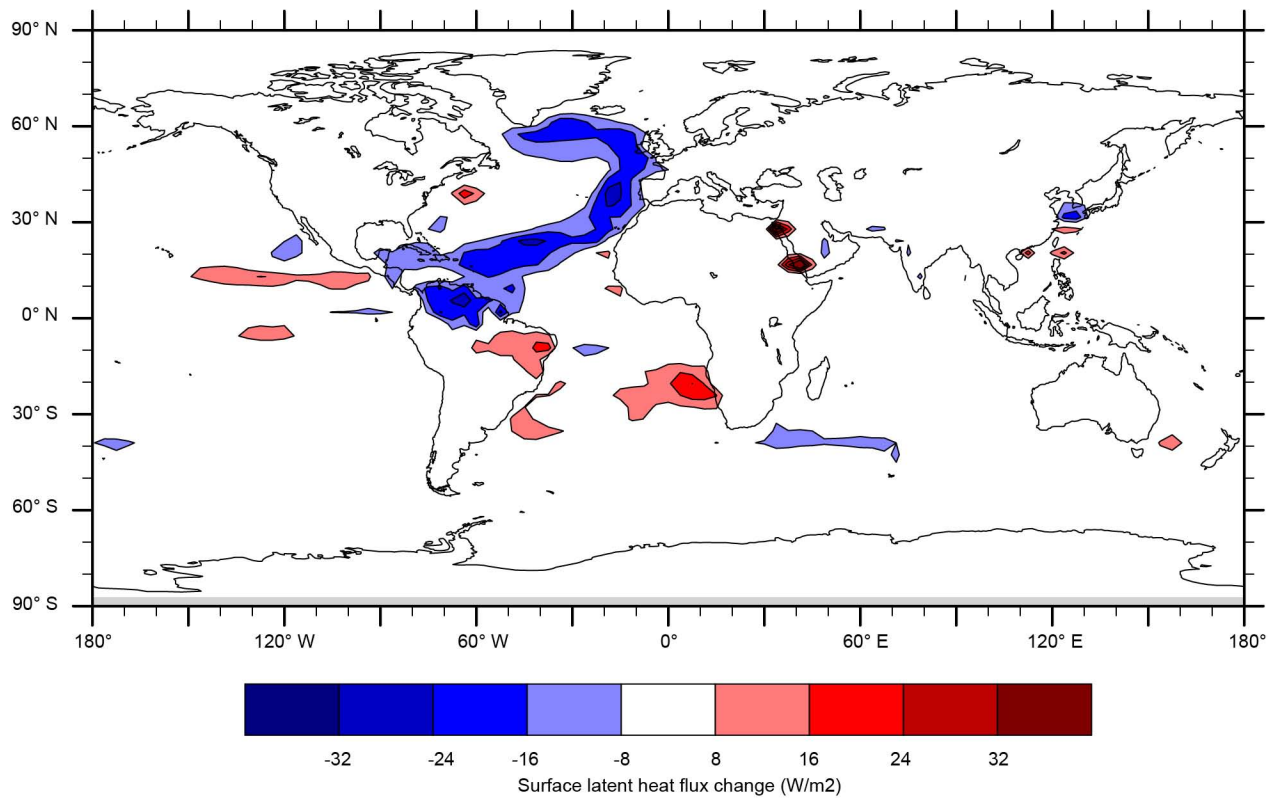 90° N
60° N
30° N
0° N
30° S
60° S
90° S
180° 120° W 60° W 0° 60° E 120° E 180°
-32 -24 -16 -8 8 16 24 32
Surface latent heat flux change (W/m2)